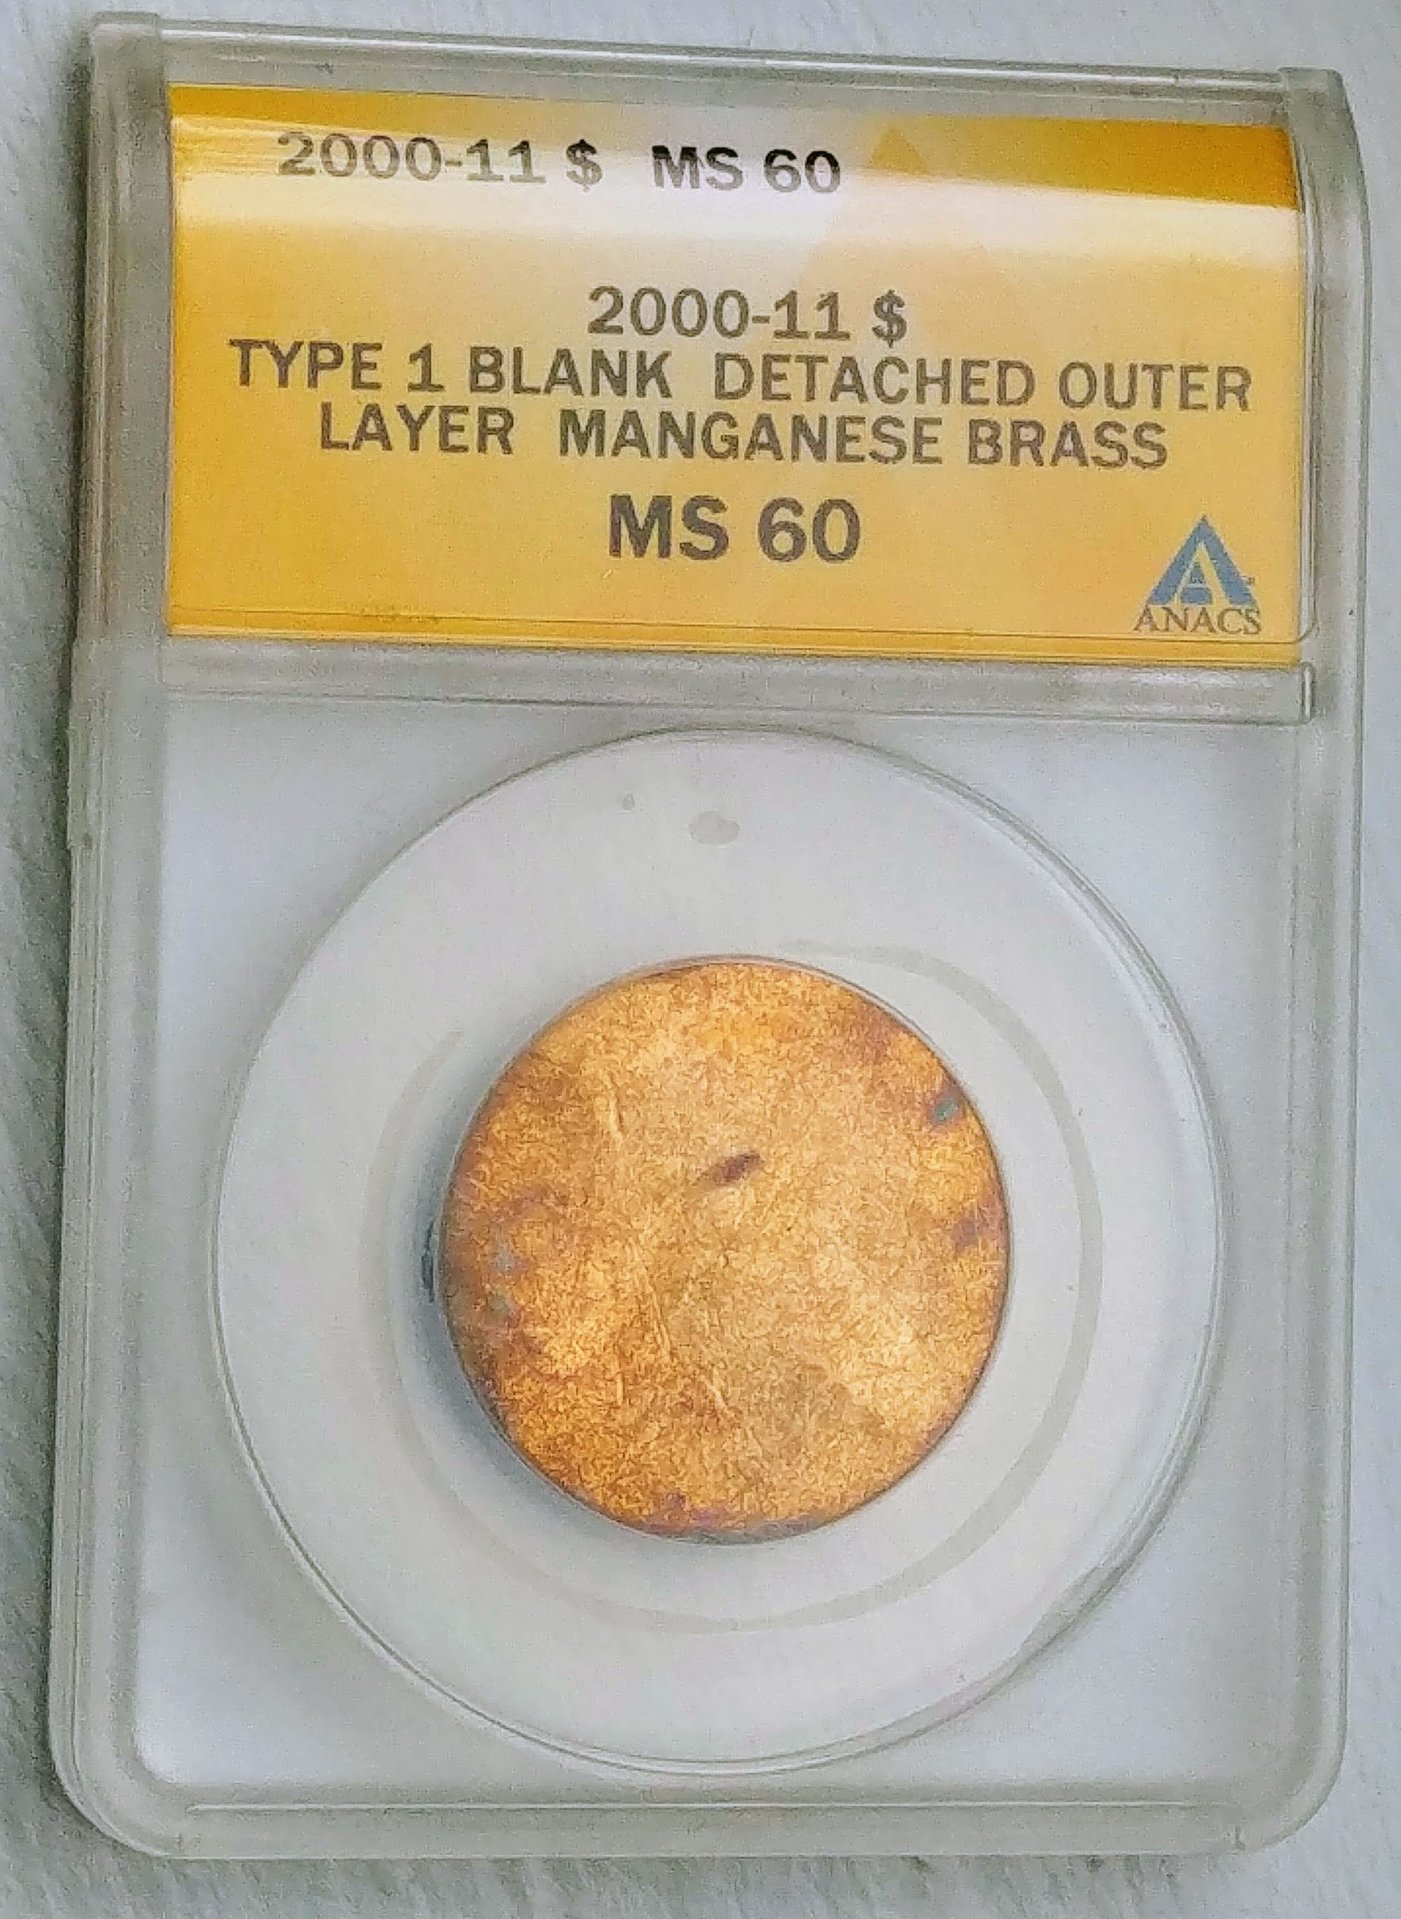 2000-11 $ MS 60
2000-11 $
TYPE 1 BLANK DETACHED OUTER
LAYER MANGANESE BRASS
MS 60
ANACS